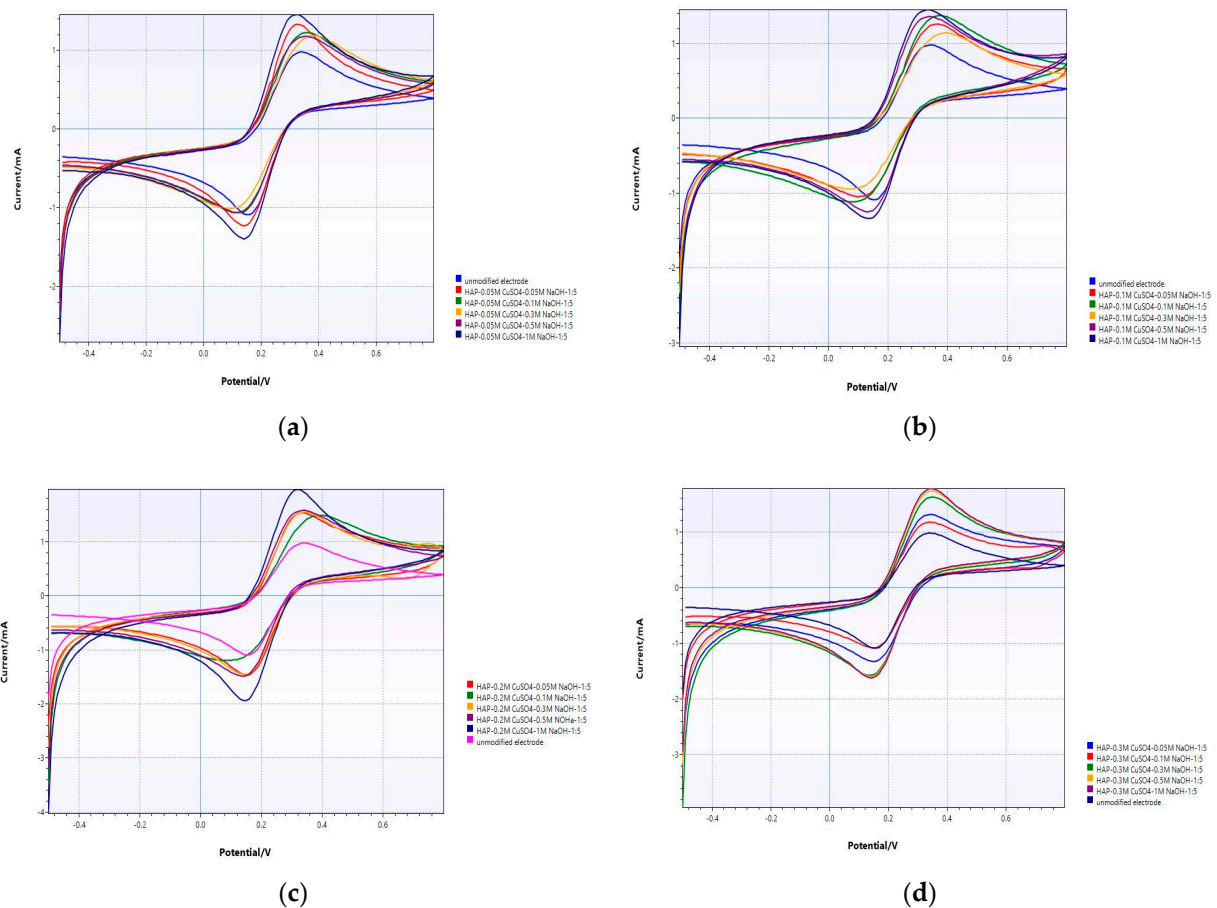 1
0
-1
-2
-0.4 0.0 0.2 0.4 0.6
Current/mA
Potential/V
unmodified electrode
HAP-0.05M CuSO4-0.05M NaOH-1:5
HAP-0.05M CuSO4-0.1M NaOH-1:5
HAP-0.05M CuSO4-0.3M NaOH-1:5
HAP-0.05M CuSO4-0.5M NaOH-1:5
HAP-0.05M CuSO4-1M NaOH-1:5
(a)
1
0
-1
-2
-3
-0.4 -0.2 0.0 0.2 0.4 0.6
Current/mA
Potential/V
unmodified electrode
HAP-0.1M CuSO4-0.05M NaOH-1:5
HAP-0.1M CuSO4-0.1M NaOH-1:5
HAP-0.1M CuSO4-0.3M NaOH-1:5
HAP-0.1M CuSO4-0.5M NaOH-1:5
HAP-0.1M CuSO4-1M NaOH-1:5
(b)
1
0
-1
-2
-3
-4
-0.4 -0.2 0.0 0.2 0.4 0.6
Current/mA
Potential/V
HAP-0.2M CuSO4-0.05M NaOH-1:5
HAP-0.2M CuSO4-0.1M NaOH-1:5
HAP-0.2M CuSO4-0.3M NaOH-1:5
HAP-0.2M CuSO4-0.5M NOHa-1:5
HAP-0.2M CuSO4-1M NaOH-1:5
unmodified electrode
(c)
1
0
-1
-2
-3
-0.4 -0.2 0.0 0.2 0.4 0.6
Current/mA
Potential/V
HAP-0.3M CuSO4-0.05M NaOH-1:5
HAP-0.3M CuSO4-0.1M NaOH-1:5
HAP-0.3M CuSO4-0.3M NaOH-1:5
HAP-0.3M CuSO4-0.5M NaOH-1:5
HAP-0.3M CuSO4-1M NaOH-1:5
unmodified electrode
(d)